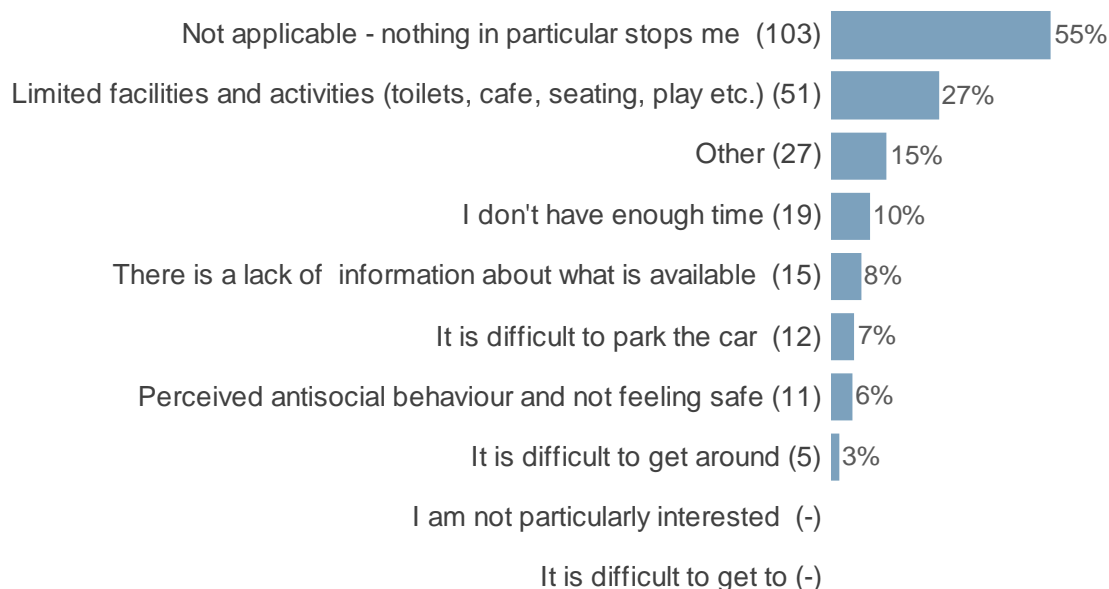 Not applicable - nothing in particular stops me  (103) 55%
Limited facilities and activities (toilets, cafe, seating, play etc.) (51) 27%
Other (27) 15%
I don't have enough time (19) 10%
There is a lack of  information about what is available  (15) 8%
It is difficult to park the car  (12) 7%
Perceived antisocial behaviour and not feeling safe (11) 6%
It is difficult to get around (5) 3%
I am not particularly interested  (-)
It is difficult to get to (-)